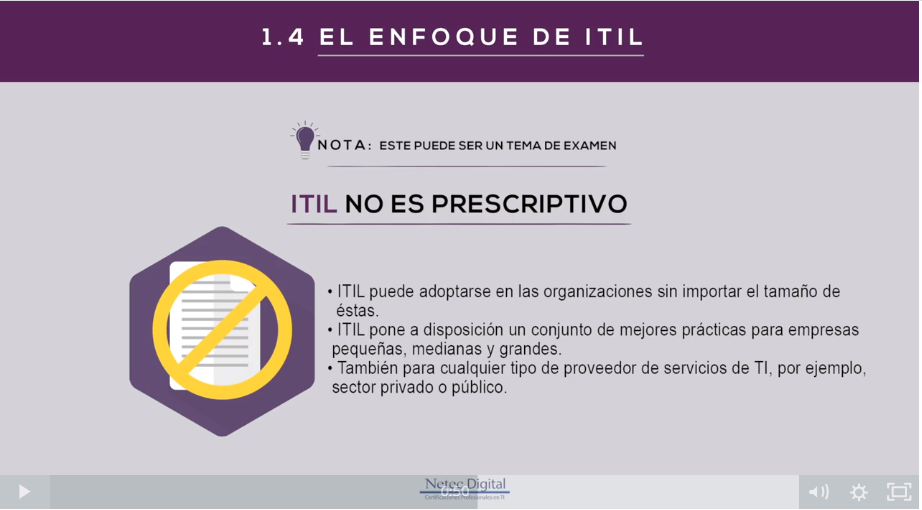 1.4 EL ENFOQUE DE ITIL
NOTA: ESTE PUEDE SER UN TEMA DE EXAMEN
ITIL NO ES PRESCRIPTIVO
• ITIL puede adoptarse en las organizaciones sin importar el tamaño de
éstas.
• ITIL pone a disposición un conjunto de mejores prácticas para empresas
pequeñas, medianas y grandes.
• También para cualquier tipo de proveedor de servicios de TI, por ejemplo,
sector privado o público.
Netec Digital
0:50
Certificaciones Profesionales en TI